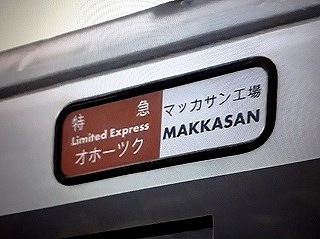 特 急
Limited Express
オホーツク
マッカサン工場
MAKKASAN